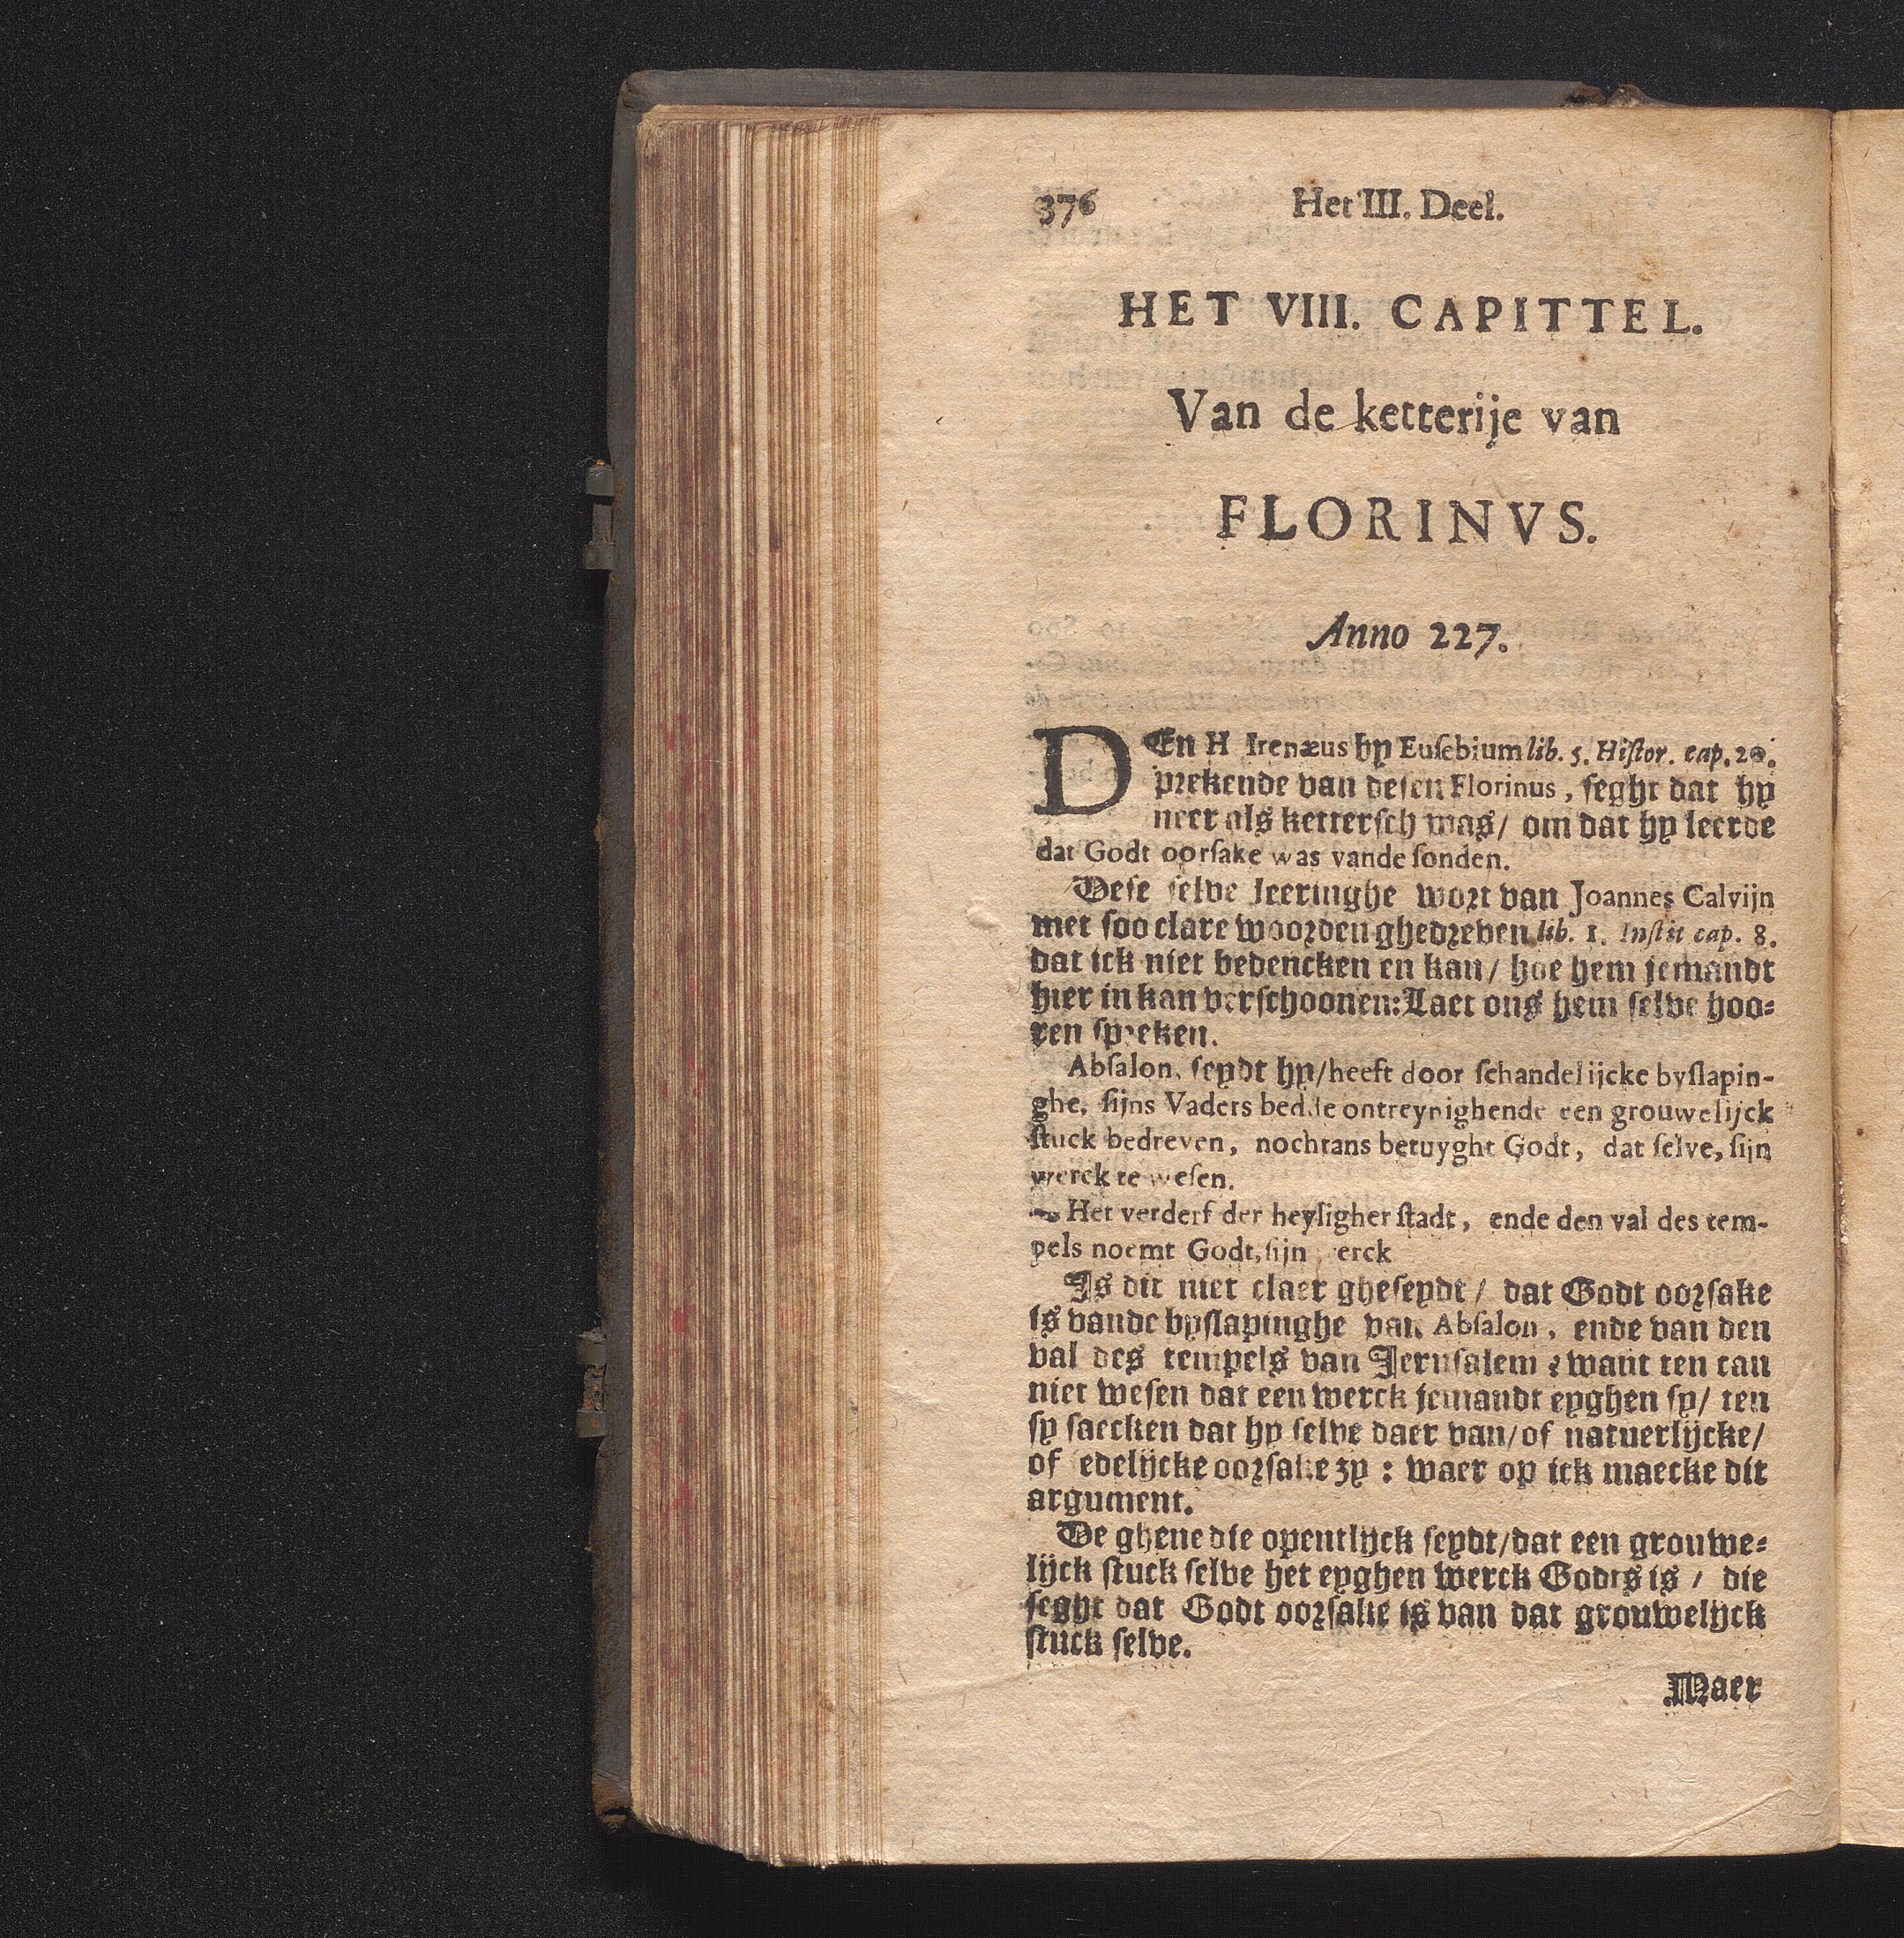 376 Het III. Deel.
HET VIII. CAPITTEL.
Van de ketterije van
FLORINVS.
Anno 227.
DEn H Irenæus by Euſebium lib. 5. Hiſtor. cap. 20.
prekende van deſen Florinus, ſeght dat hy
meer als ketterſch was/ om dat hy leerde
dat Godt oorſake was vande ſonden.
Deſe ſelve leeringhe wort van Joannes Calvijn
met ſoo clare woorden ghedreven lib. 1. Inſtit cap. 8.
dat ick niet bedencken en kan/ hoe hem jemandt
hier in kan verſchoonen: Laet ons hem ſelve hoo-
ren ſpreken.
Abſalon, ſeydt hy/ heeft door ſchandelijcke byſlapin-
ghe, ſijns Vaders bedde ontreynighende een grouwelijck
ſtuck bedreven, nochtans betuyght Godt, dat ſelve, ſijn
werck te weſen.
Het verderf der heyligher ſtadt, ende den val des tem-
pels noemt Godt, ſijn erck
Is dit niet claer gheſeydt/ dat Godt oorſake
is vande byſlapinghe van Abſalon, ende van den
val des tempels van Jeruſalem? want ten can
niet weſen dat een werck jemandt eyghen ſy/ ten
ſy ſaecken dat hy ſelve daer van/ of natuerlijcke/
of edelijcke oorſake zy: waer op ick maecke dit
argument.
De ghene die opentlijck ſeydt/ dat een grouwe-
lijck ſtuck ſelve het eyghen werck Godts is/ die
ſeght dat Godt oorſake is van dat grouwelijck
ſtuck ſelve.
Maer